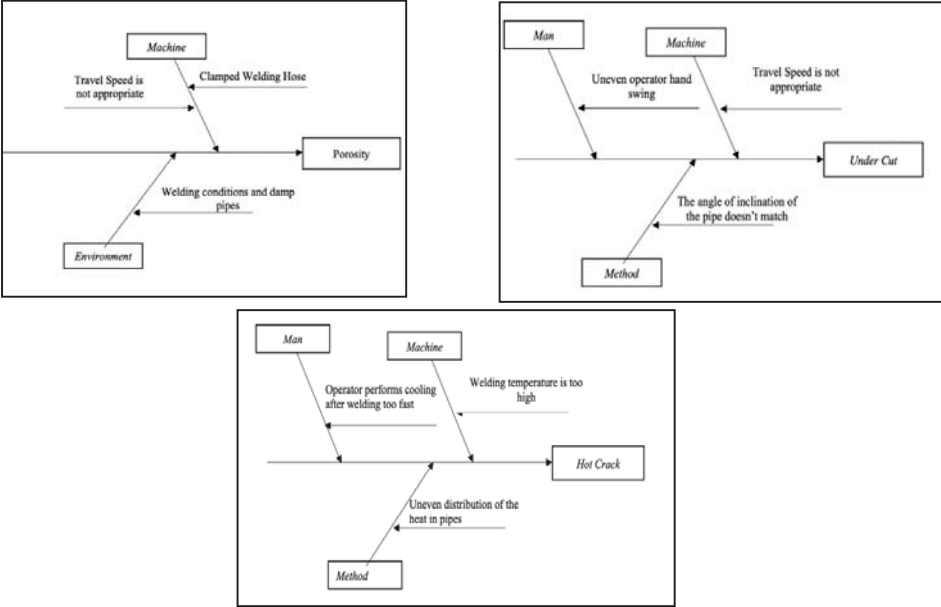 Machine
Travel Speed is
not appropriate
Clamped Welding Hose
Porosity
Welding conditions and damp
pipes
Environment
Man
Machine
Uneven operator hand
swing
Travel Speed is not
appropriate
Under Cut
The angle of inclination of
the pipe doesn't match
Method
Man
Machine
Operator performs cooling
after welding too fast
Welding temperature is too
high
Hot Crack
Uneven distribution of the
heat in pipes
Method